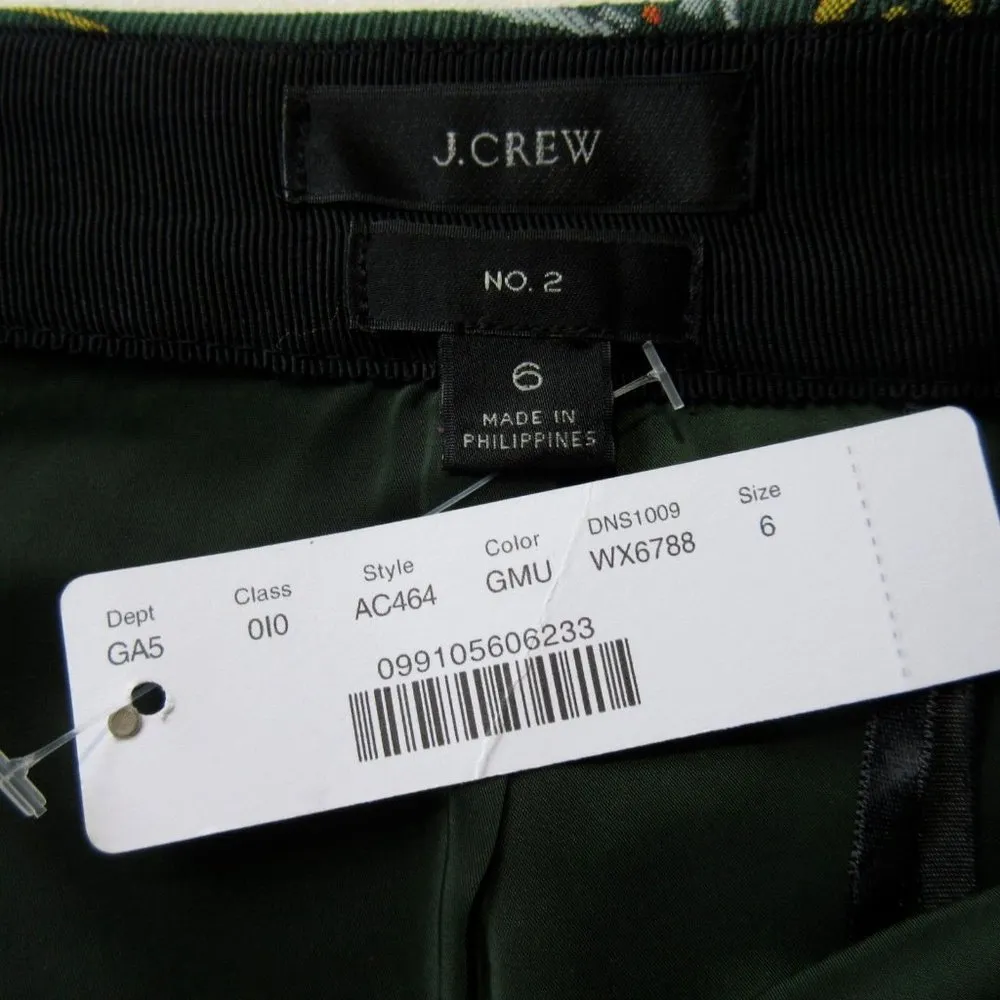 J.CREW
NO. 2
6
MADE IN
PHILIPPINES
Dept Class Style Color DNS1009 Size
GA5 0I0 AC464 GMU WX6788 6
099105606233